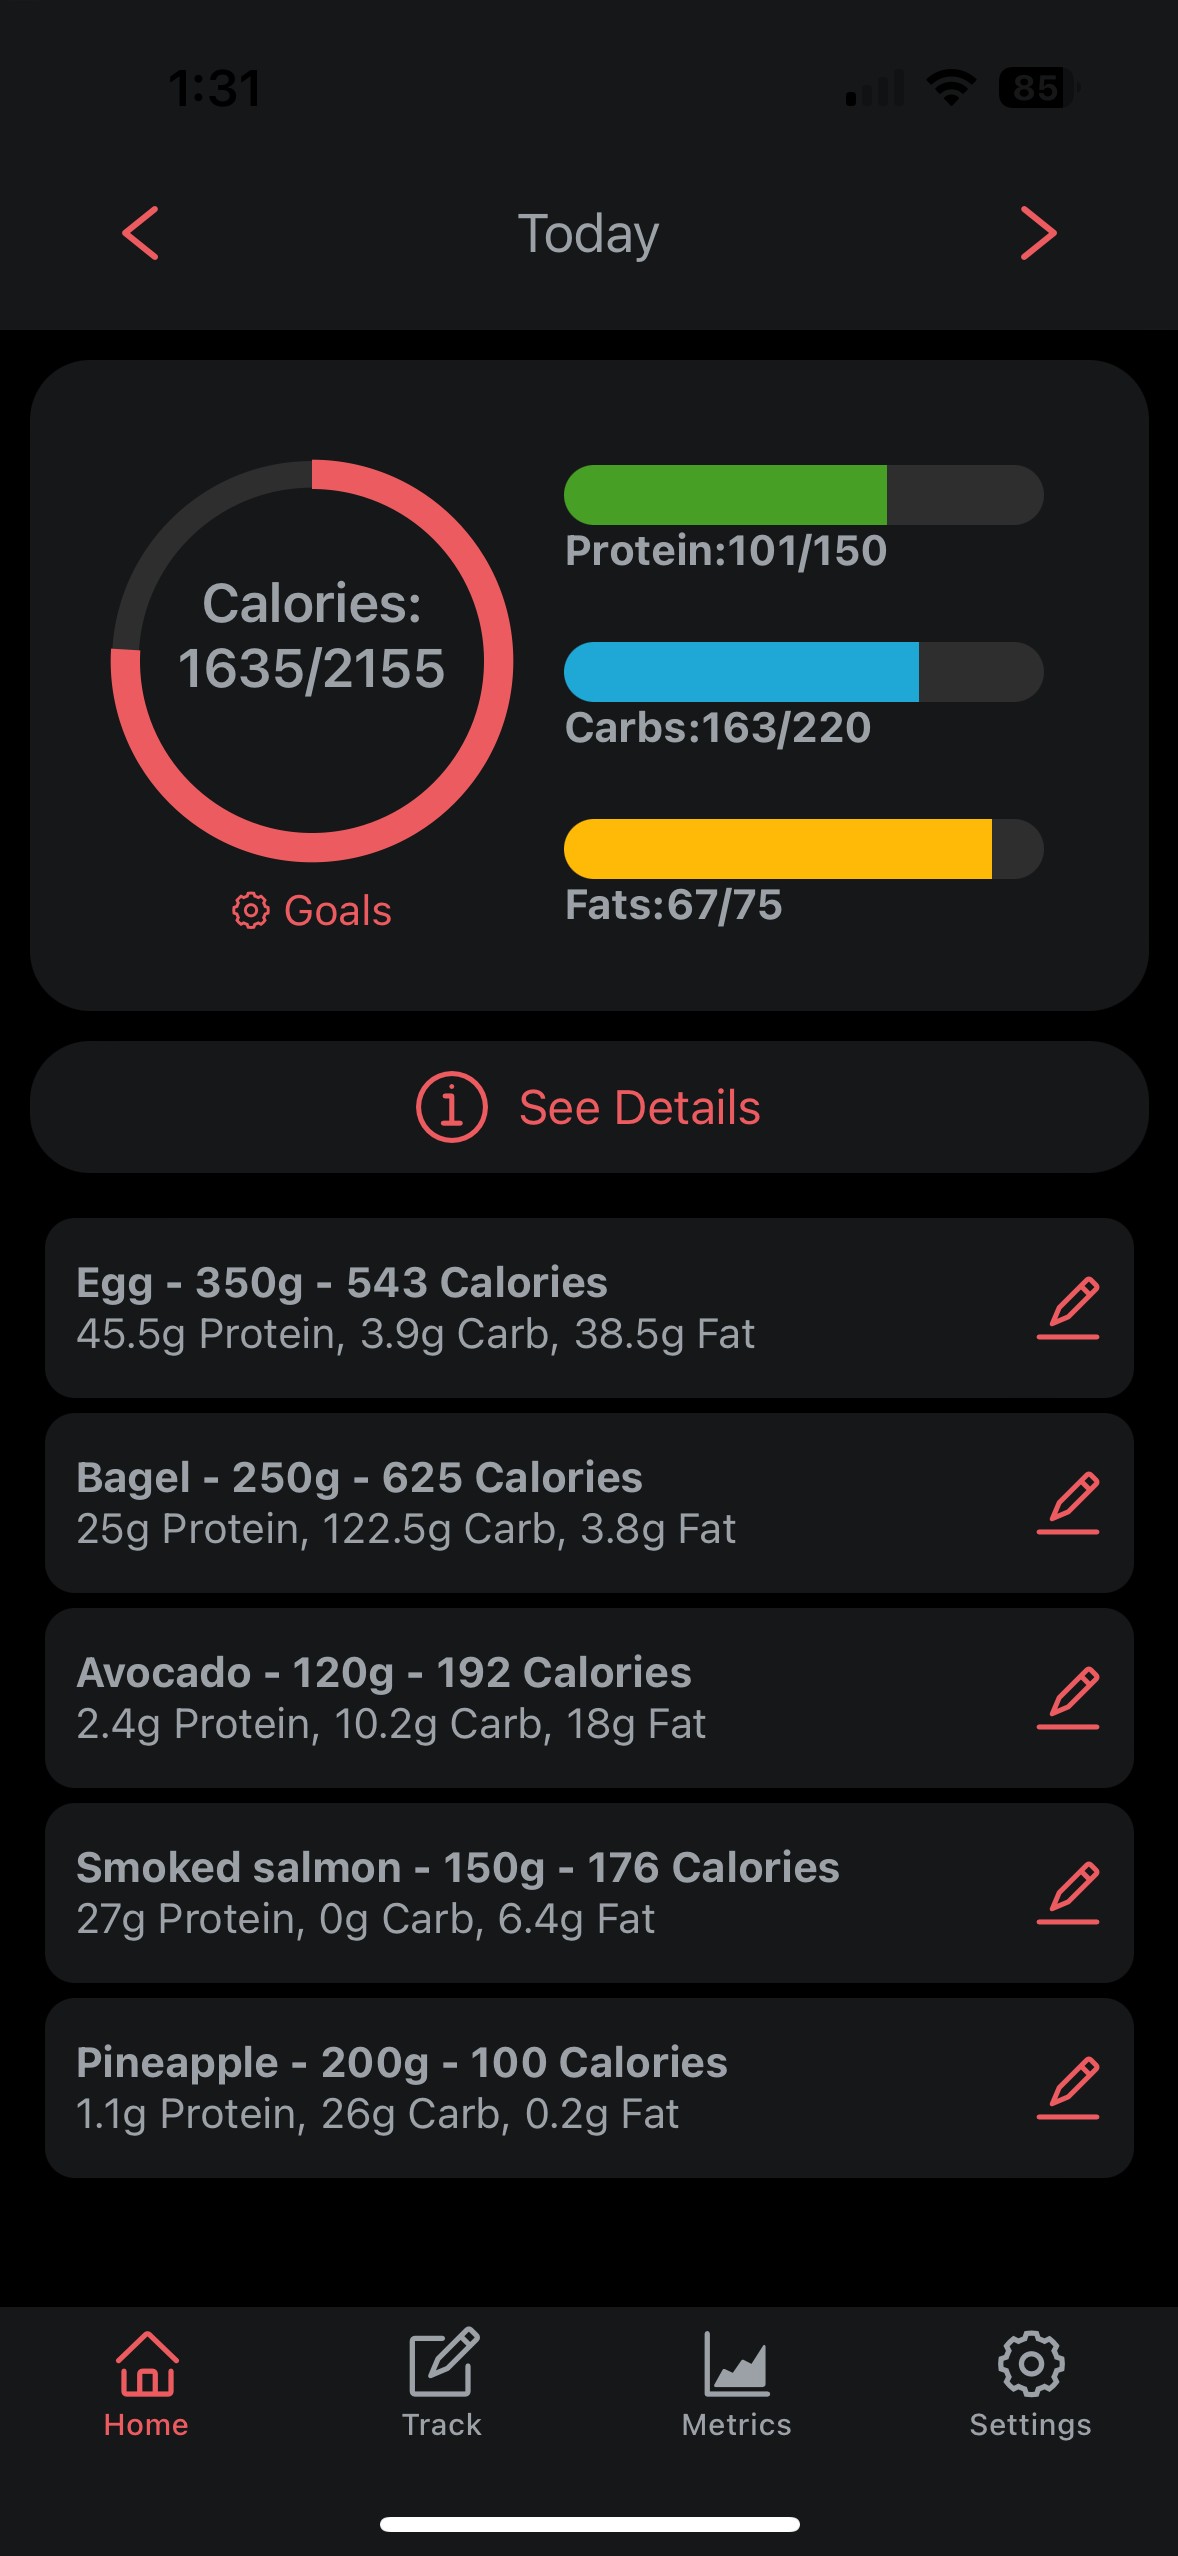 1:31
85
Today
Calories:
1635/2155
Goals
Protein:101/150
Carbs:163/220
Fats:67/75
See Details
Egg - 350g - 543 Calories
45.5g Protein, 3.9g Carb, 38.5g Fat
Bagel - 250g - 625 Calories
25g Protein, 122.5g Carb, 3.8g Fat
Avocado - 120g - 192 Calories
2.4g Protein, 10.2g Carb, 18g Fat
Smoked salmon - 150g - 176 Calories
27g Protein, 0g Carb, 6.4g Fat
Pineapple - 200g - 100 Calories
1.1g Protein, 26g Carb, 0.2g Fat
Home
Track
Metrics
Settings